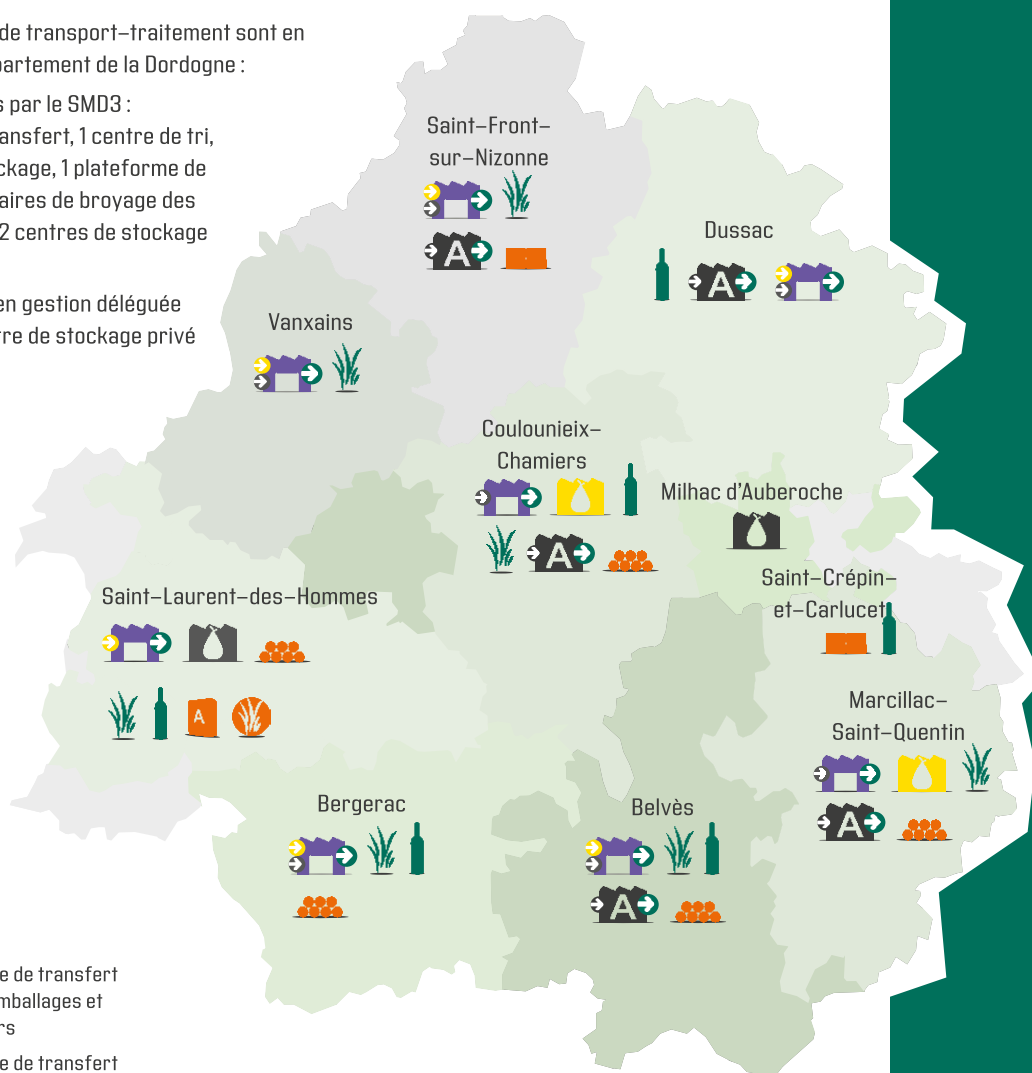 de transport–traitement sont en
partement de la Dordogne :
s par le SMD3 :
ansfert, 1 centre de tri,
ckage, 1 plateforme de
aires de broyage des
2 centres de stockage
en gestion déléguée
tre de stockage privé
Saint–Front–
sur–Nizonne
A
Dussac
A
Vanxains
Coulounieix–
Chamiers
A
Milhac d'Auberoche
Saint–Crépin–
et–Carlucet
Saint–Laurent–des–Hommes
A
Marcillac–
Saint–Quentin
A
Bergerac
Belvès
A
e de transfert
mballages et
rs
e de transfert